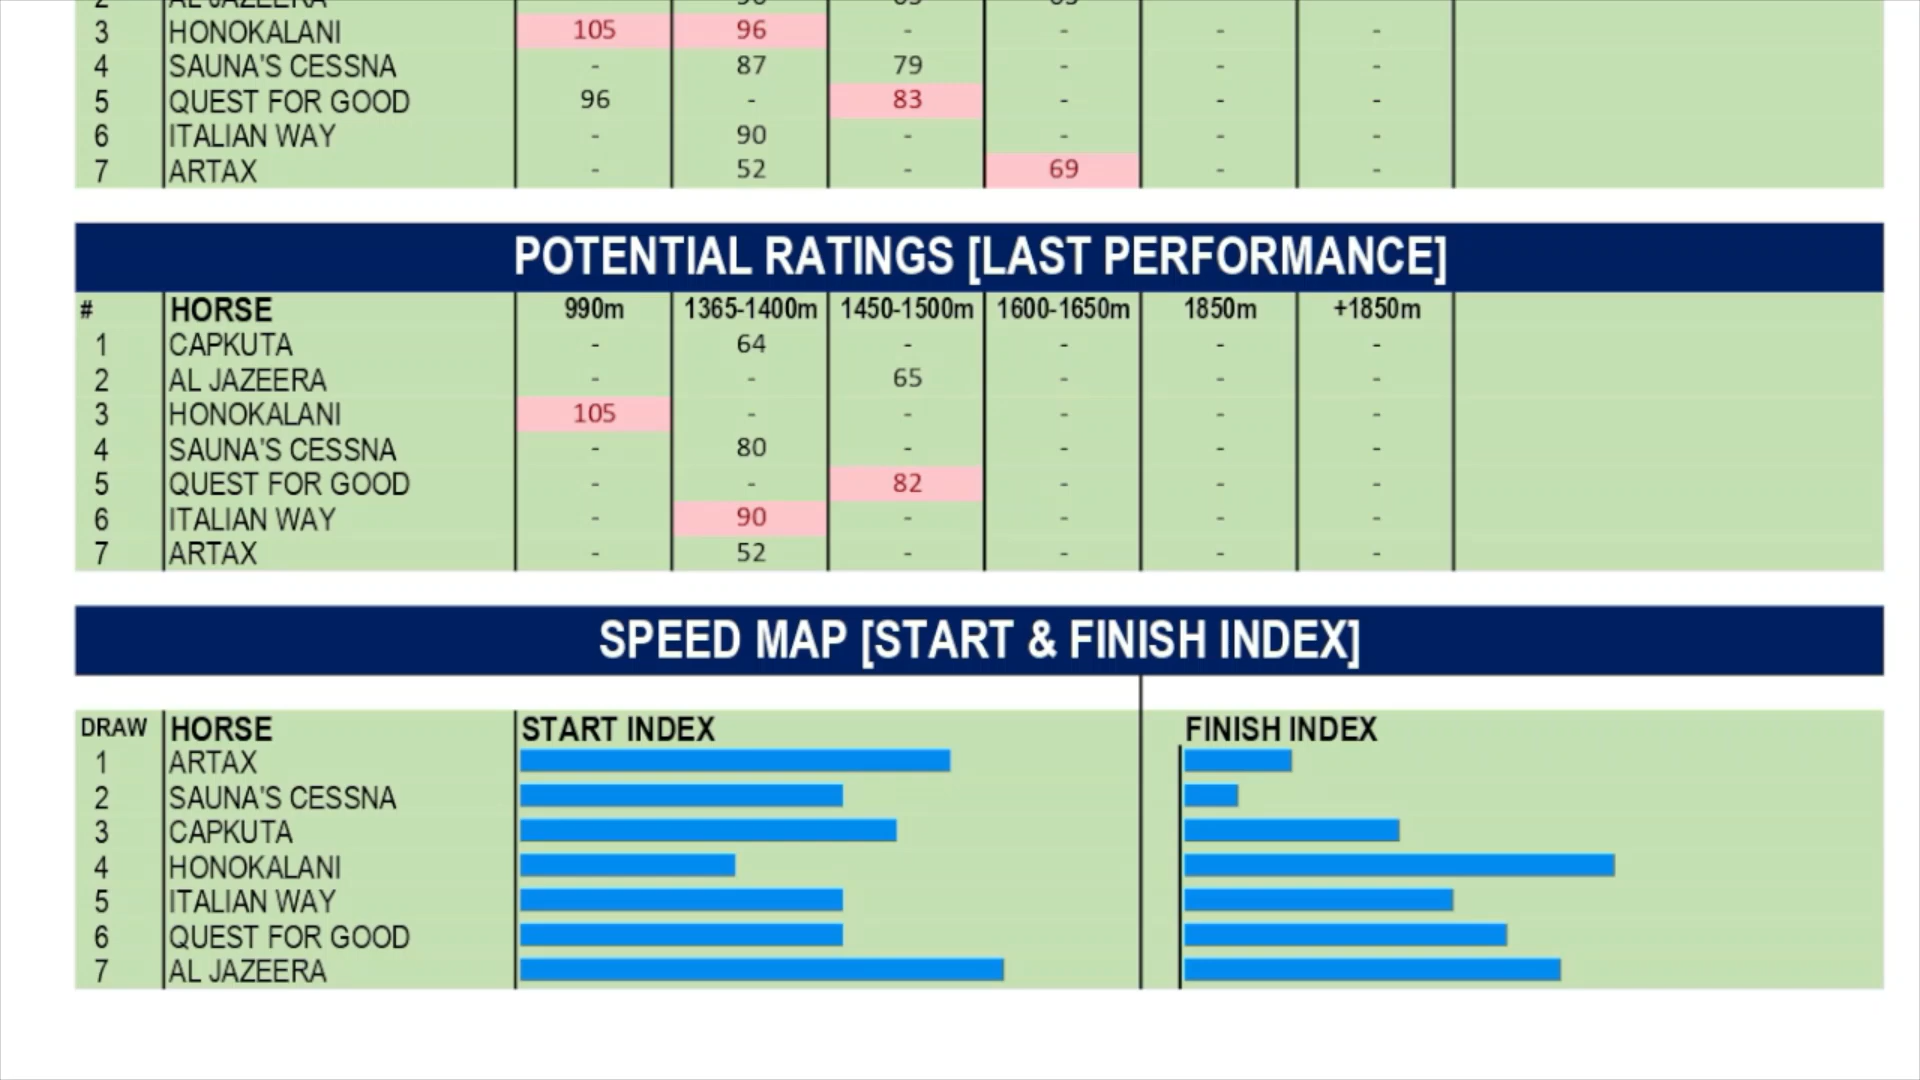 3 HONOKALANI 105 96 - - - -
4 SAUNA'S CESSNA - 87 79 - - -
5 QUEST FOR GOOD 96 - 83 - - -
6 ITALIAN WAY - 90 - - - -
7 ARTAX - 52 - 69 - -
POTENTIAL RATINGS [LAST PERFORMANCE]
# HORSE 990m 1365-1400m 1450-1500m 1600-1650m 1850m +1850m
1 CAPKUTA - 64 - - - -
2 AL JAZEERA - - 65 - - -
3 HONOKALANI 105 - - - - -
4 SAUNA'S CESSNA - 80 - - - -
5 QUEST FOR GOOD - - 82 - - -
6 ITALIAN WAY - 90 - - - -
7 ARTAX - 52 - - - -
SPEED MAP [START & FINISH INDEX]
DRAW HORSE START INDEX FINISH INDEX
1 ARTAX
2 SAUNA'S CESSNA
3 CAPKUTA
4 HONOKALANI
5 ITALIAN WAY
6 QUEST FOR GOOD
7 AL JAZEERA